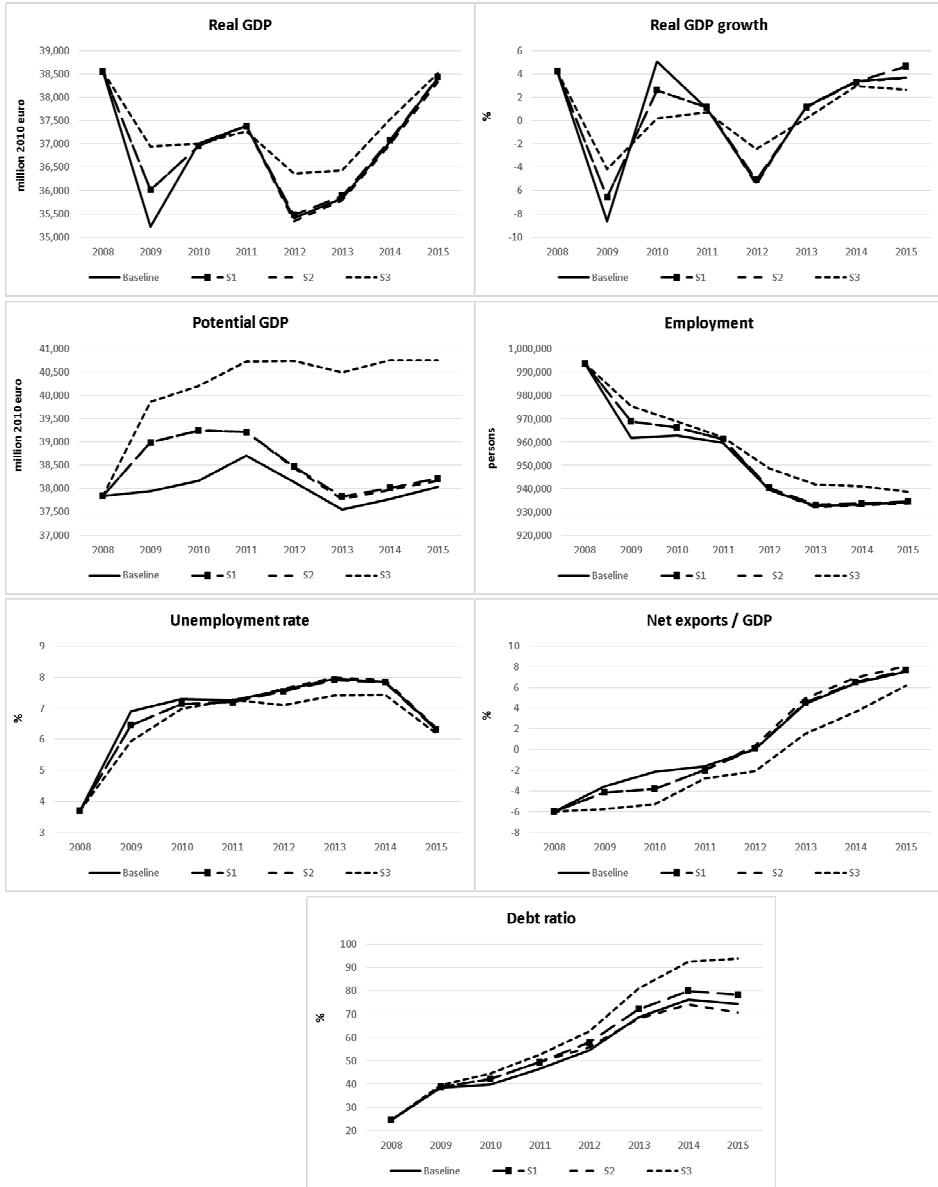 Real GDP
million 2010 euro
39,000
38,500
38,000
37,500
37,000
36,500
36,000
35,500
35,000
2008 2009 2010 2011 2012 2013 2014 2015
Baseline S1 S2 S3
Real GDP growth
%
6
4
2
0
-2
-4
6
-8
-10
2008 2009 2010 2011 2012 2013 2014 2015
Baseline S1 S2 S3
Potential GDP
million 2010 euro
41,000
40,500
40,000
39,500
39,000
38,500
38,000
37,500
37,000
2008 2009 2010 2011 2012 2013 2014 2015
Baseline S1 S2 S3
Employment
persons
1,000,000
990,000
980,000
970,000
960,000
950,000
940,000
930,000
920,000
2008 2009 2010 2011 2012 2013 2014 2015
Baseline S1 S2 S3
Unemployment rate
%
9
8
7
6
5
4
3
2008 2009 2010 2011 2012 2013 2014 2015
Baseline S1 S2 S3
Net exports / GDP
%
10
8
6
4
2
0
-2
-4
-6
-8
2008 2009 2010 2011 2012 2013 2014 2015
Baseline S1 S2 S3
Debt ratio
%
100
90
80
70
60
50
40
30
20
2008 2009 2010 2011 2012 2013 2014 2015
Baseline S1 S2 S3